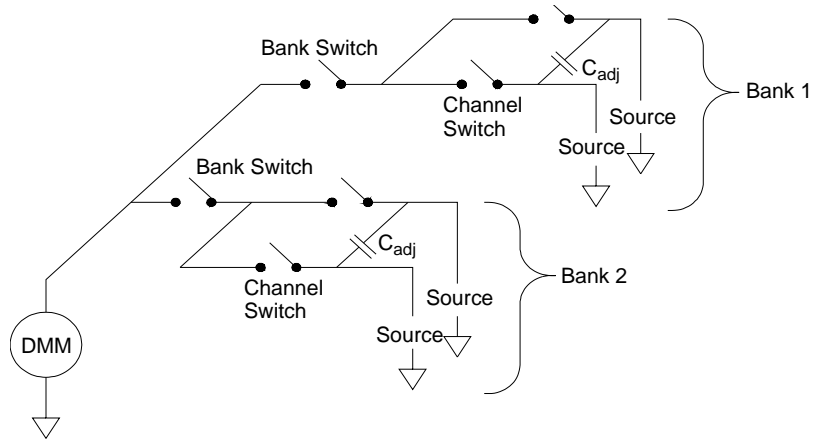 Bank Switch
Cadj
Channel
Switch
Source
Source
Bank 1
Bank Switch
Cadj
Channel
Switch
Source
Source
Bank 2
DMM